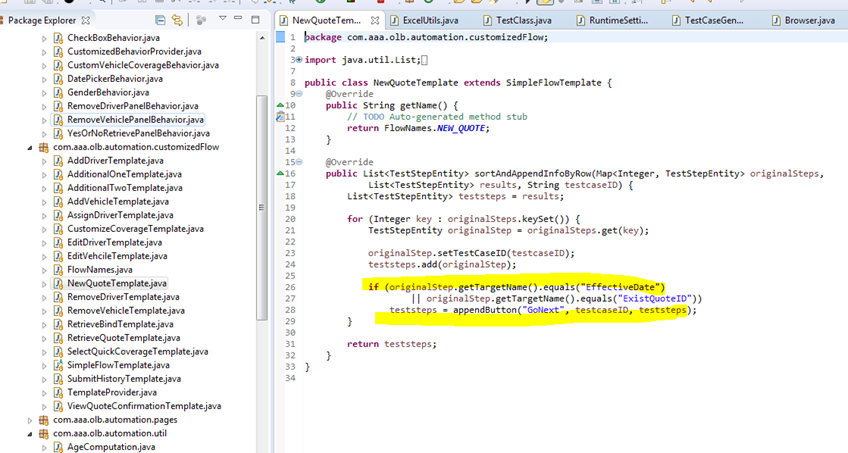 Package Explorer
CheckBoxBehavior.java
CustomizedBehaviorProvider.java
CustomVehicleCoverageBehavior.java
DatePickerBehavior.java
GenderBehavior.java
RemoveDriverPanelBehavior.java
RemoveVehiclePanelBehavior.java
YesOrNoRetrievePanelBehavior.java
com.aaa.olb.automation.customizedFlow
AddDriverTemplate.java
AdditionalOneTemplate.java
AdditionalTwoTemplate.java
AddVehicleTemplate.java
AssignDriverTemplate.java
CustomizeCoverageTemplate.java
EditDriverTemplate.java
EditVehcileTemplate.java
FlowNames.java
NewQuoteTemplate.java
RemoveDriverTemplate.java
RemoveVehicleTemplate.java
RetrieveBindTemplate.java
RetrieveQuoteTemplate.java
SelectQuickCoverageTemplate.java
SimpleFlowTemplate.java
SubmitHistoryTemplate.java
TemplateProvider.java
ViewQuoteConfirmationTemplate.java
com.aaa.olb.automation.pages
com.aaa.olb.automation.util
AgeComputation.java
NewQuoteTem... ExcelUtils.java TestClass.java RuntimeSetti... TestCaseGen... Browser.java
1 package com.aaa.olb.automation.customizedFlow;
2
3 import java.util.List;
8 public class NewQuoteTemplate extends SimpleFlowTemplate {
9 @Override
10 public String getName() {
11 // TODO Auto-generated method stub
12 return FlowNames.NEW_QUOTE;
13 }
14
15 @Override
16 public List<TestStepEntity> sortAndAppendInfoByRow(Map<Integer, TestStepEntity> originalSteps,
17 List<TestStepEntity> results, String testcaseID) {
18 List<TestStepEntity> teststeps = results;
19
20 for (Integer key : originalSteps.keySet()) {
21 TestStepEntity originalStep = originalSteps.get(key);
22
23 originalStep.setTestCaseID(testcaseID);
24 teststeps.add(originalStep);
25
26 if (originalStep.getTargetName().equals("EffectiveDate")
27 || originalStep.getTargetName().equals("ExistQuoteID"))
28 teststeps = appendButton("GoNext", testcaseID, teststeps);
29 }
30
31 return teststeps;
32 }
33 }
34